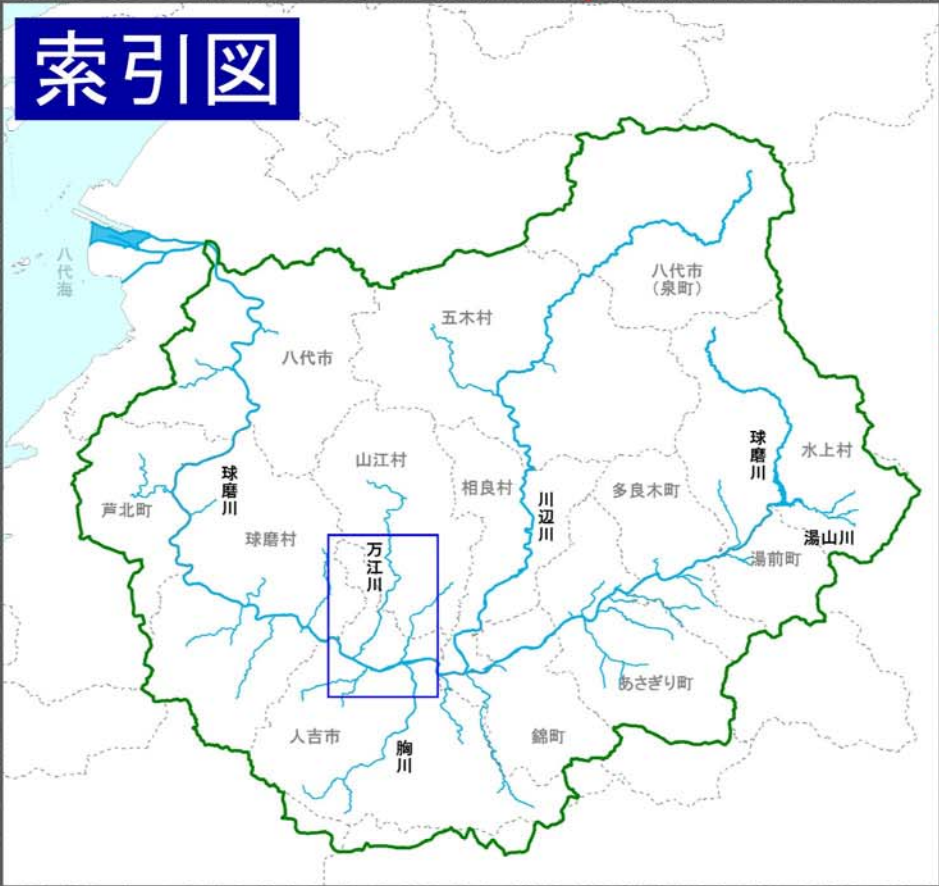 索引図
八代海
八代市
（泉町）
五木村
八代市
球磨川
水上村
山江村
球磨川
相良村
多良木町
川辺川
芦北町
球磨村
湯山川
万江川
湯前町
あさぎり町
人吉市
胸川
錦町